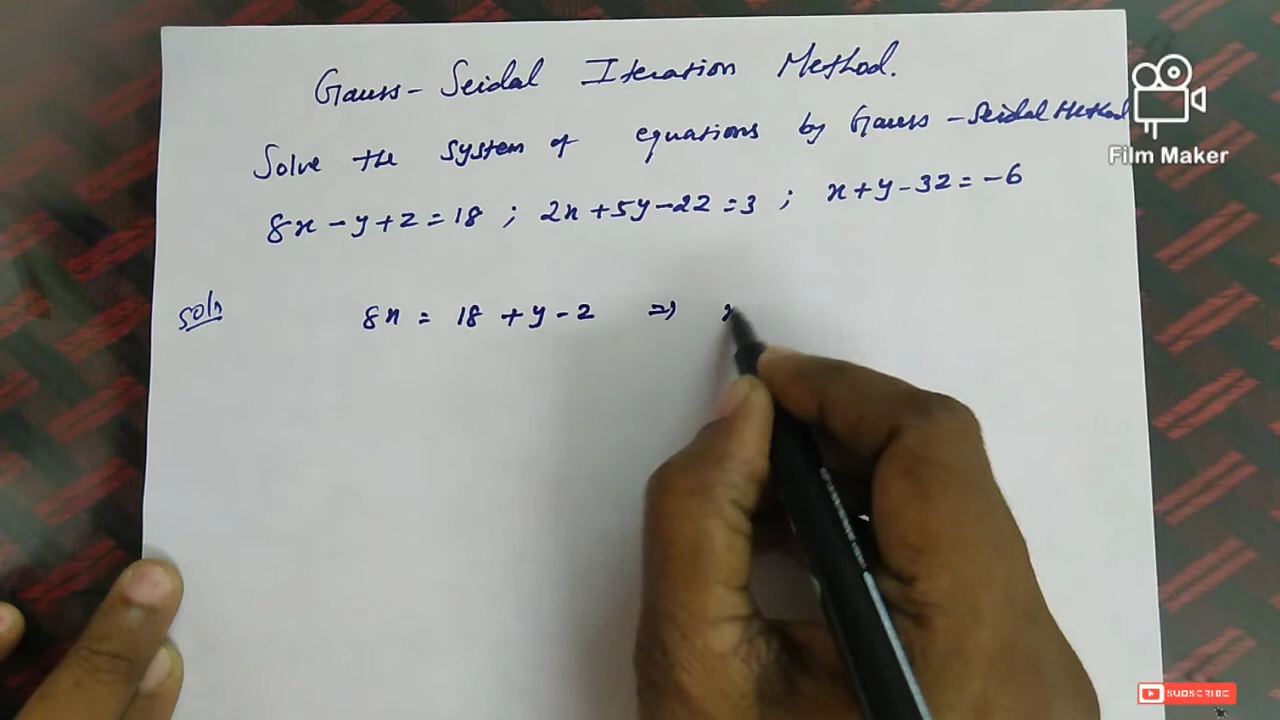 Gauss - Seidal Iteration Method.
Solve the system of equations by Gauss - Seidal Method
8x - y + z = 18 ; 2x + 5y - 2z = 3 ; x + y - 3z = -6
Soln
8x = 18 + y - z ⇒ x
Film Maker
SUBSCRIBE